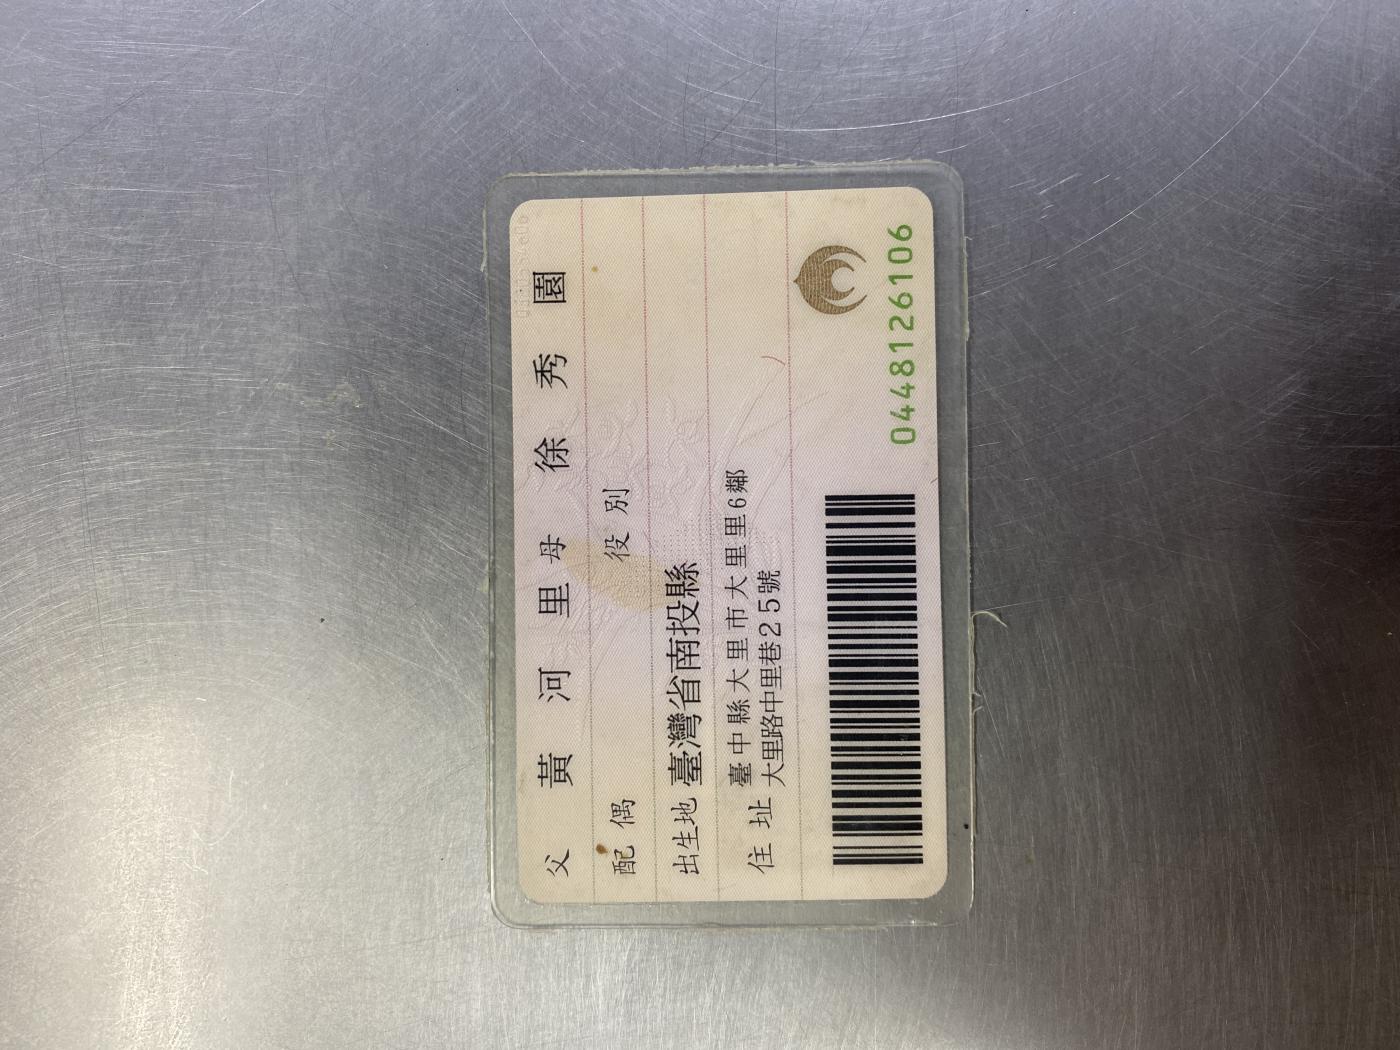 父 黃河里 母 徐秀園
配偶 役別
出生地 臺灣省南投縣
住址 臺中縣大里市大里里6鄰
大里路中里巷25號
0448126106